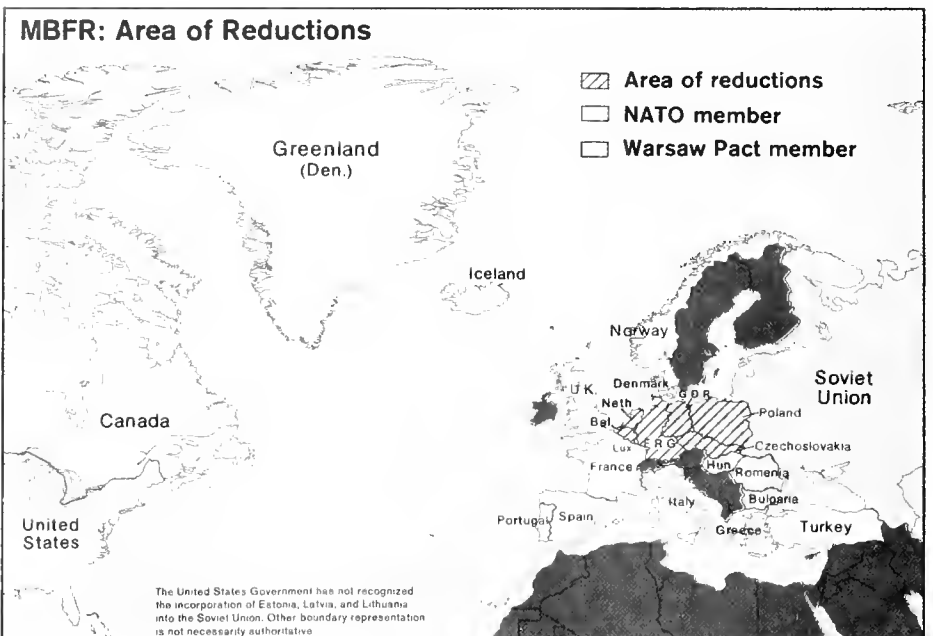 MBFR: Area of Reductions
Area of reductions
NATO member
Warsaw Pact member
Greenland
(Den.)
Iceland
Norway
Soviet
Union
Denmark
U.K.
GDR
Neth
Poland
Canada
Bel.
FRG
Czechoslovakia
Lux
France
Hun
Romenia
Italy
Bulgaria
United
States
Portugal
Spain
Greece
Turkey
The United States Government has not recognized
the incorporation of Estonia, Latvia, and Lithuania
into the Soviet Union. Other boundary representation
is not necessarily authoritative